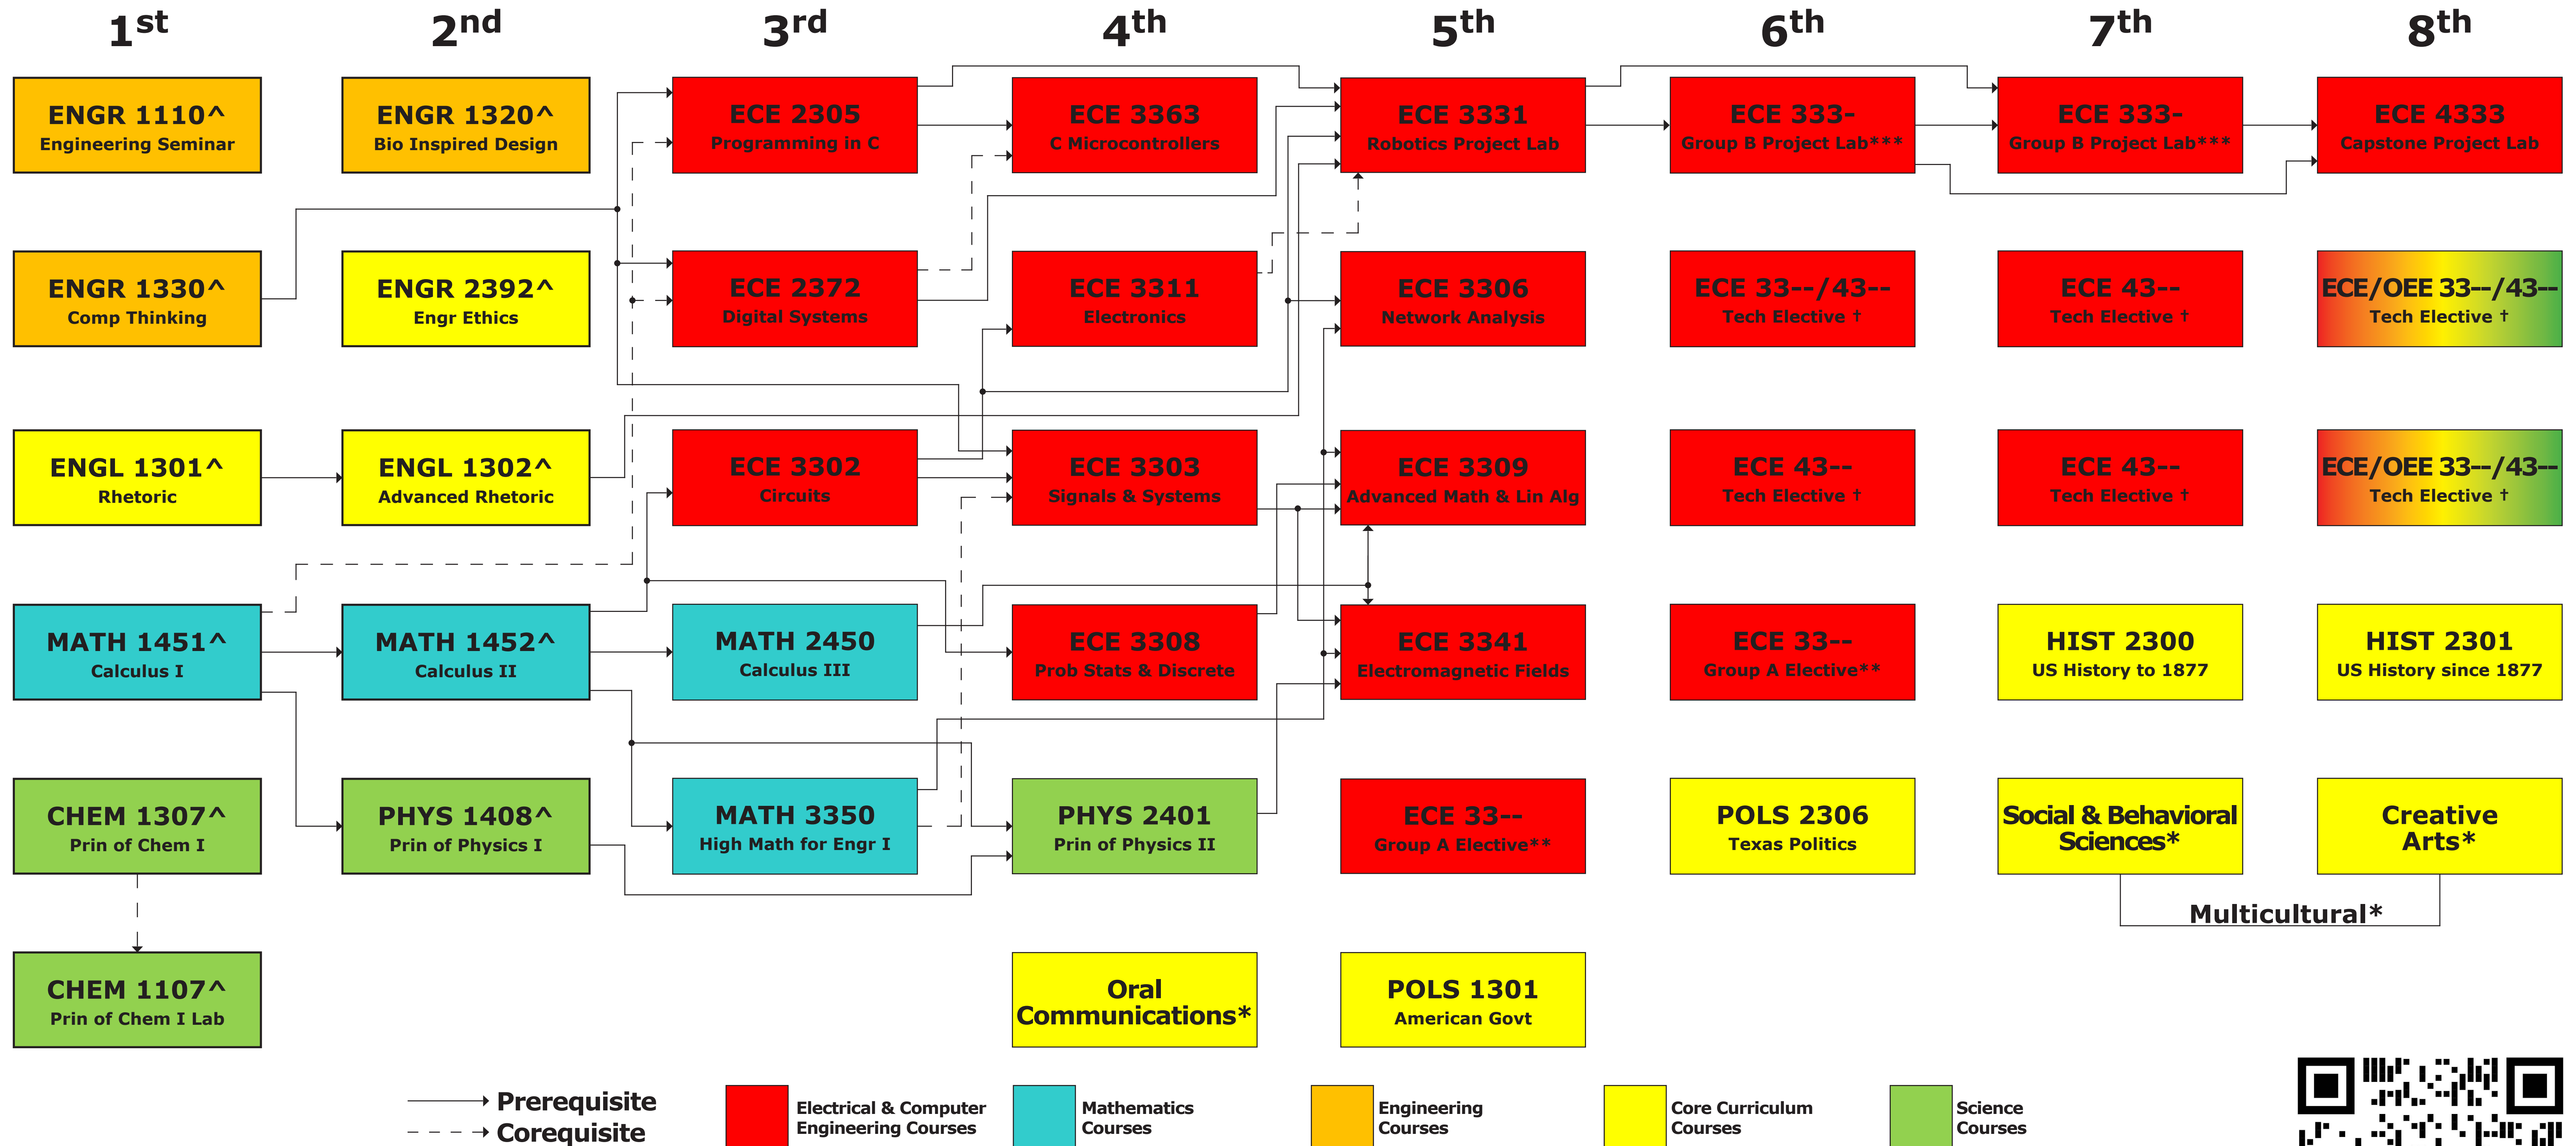 1st
2nd
3rd
4th
5th
6th
7th
8th
ENGR 1110^
Engineering Seminar
ENGR 1320^
Bio Inspired Design
ECE 2305
Programming in C
ECE 3363
C Microcontrollers
ECE 3331
Robotics Project Lab
ECE 333-
Group B Project Lab***
ECE 333-
Group B Project Lab***
ECE 4333
Capstone Project Lab
ENGR 1330^
Comp Thinking
ENGR 2392^
Engr Ethics
ECE 2372
Digital Systems
ECE 3311
Electronics
ECE 3306
Network Analysis
ECE 33--/43--
Tech Elective †
ECE 43--
Tech Elective †
ECE/OEE 33--/43--
Tech Elective †
ENGL 1301^
Rhetoric
ENGL 1302^
Advanced Rhetoric
ECE 3302
Circuits
ECE 3303
Signals & Systems
ECE 3309
Advanced Math & Lin Alg
ECE 43--
Tech Elective †
ECE 43--
Tech Elective †
ECE/OEE 33--/43--
Tech Elective †
MATH 1451^
Calculus I
MATH 1452^
Calculus II
MATH 2450
Calculus III
ECE 3308
Prob Stats & Discrete
ECE 3341
Electromagnetic Fields
ECE 33--
Group A Elective**
HIST 2300
US History to 1877
HIST 2301
US History since 1877
CHEM 1307^
Prin of Chem I
PHYS 1408^
Prin of Physics I
MATH 3350
High Math for Engr I
PHYS 2401
Prin of Physics II
ECE 33--
Group A Elective**
POLS 2306
Texas Politics
Social & Behavioral
Sciences*
Creative
Arts*
Multicultural*
CHEM 1107^
Prin of Chem I Lab
Oral
Communications*
POLS 1301
American Govt
Prerequisite
Corequisite
Electrical & Computer
Engineering Courses
Mathematics
Courses
Engineering
Courses
Core Curriculum
Courses
Science
Courses